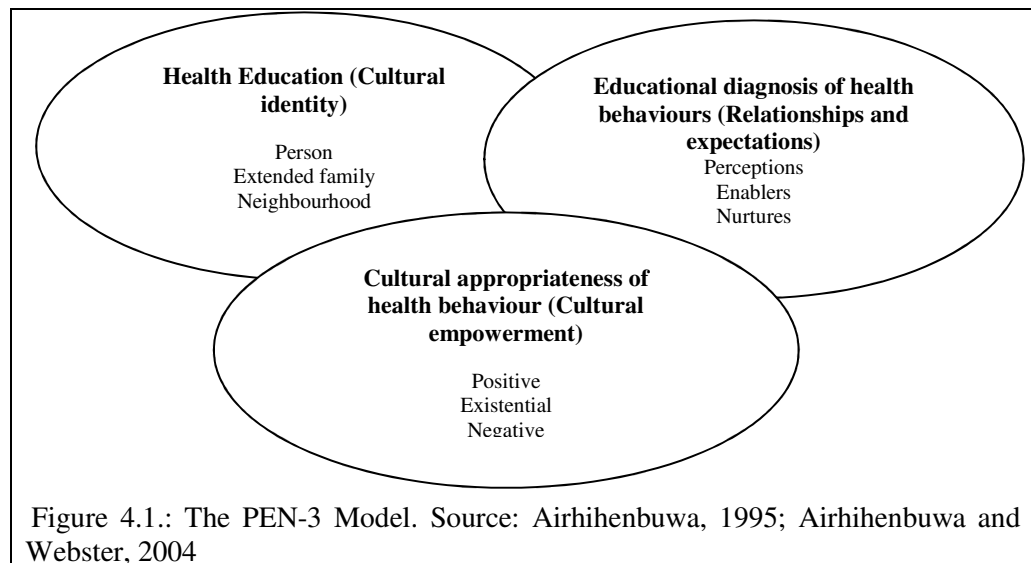 Health Education (Cultural
identity)
Person
Extended family
Neighbourhood
Educational diagnosis of health
behaviours (Relationships and
expectations)
Perceptions
Enablers
Nurtures
Cultural appropriateness of
health behaviour (Cultural
empowerment)
Positive
Existential
Negative
Figure 4.1.: The PEN-3 Model. Source: Airhihenbuwa, 1995; Airhihenbuwa and
Webster, 2004